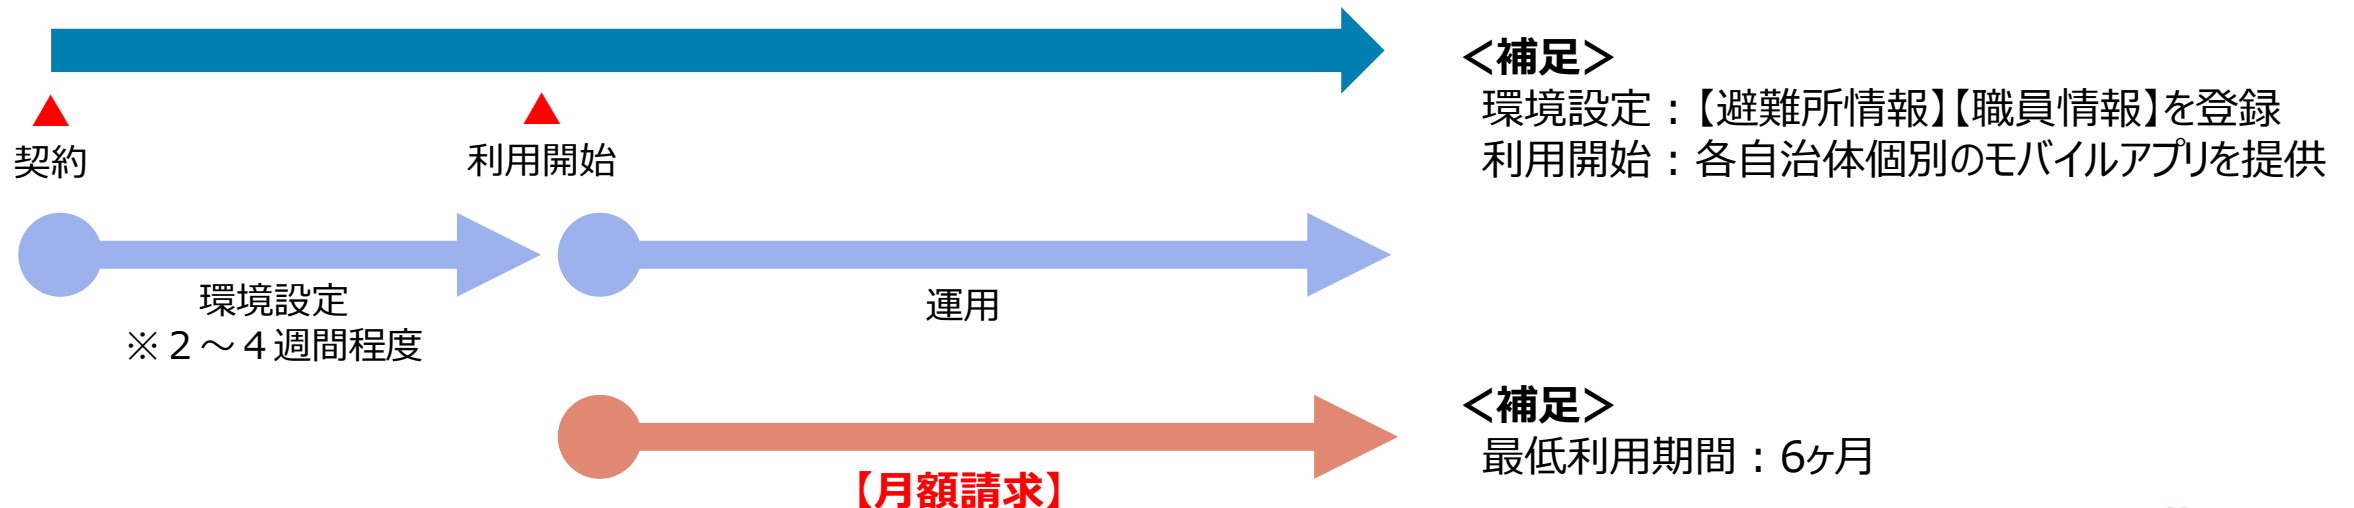 ＜補足＞
環境設定：【避難所情報】【職員情報】を登録
利用開始：各自治体個別のモバイルアプリを提供
契約
利用開始
環境設定
※２～４週間程度
運用
＜補足＞
最低利用期間：6ヶ月
【月額請求】